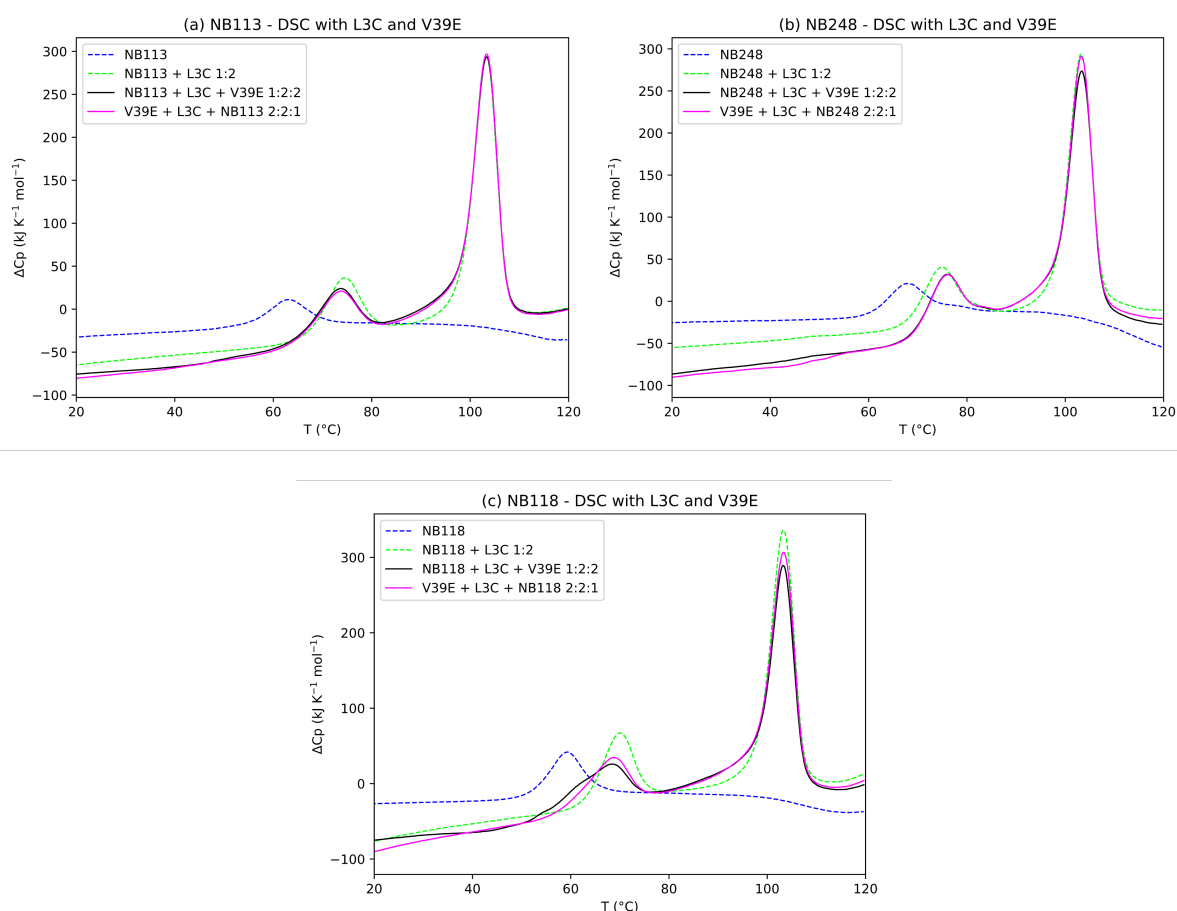 (a) NB113 - DSC with L3C and V39E
NB113
NB113 + L3C 1:2
NB113 + L3C + V39E 1:2:2
V39E + L3C + NB113 2:2:1
300
250
200
150
100
50
0
−50
−100
ΔCp (kJ K⁻¹ mol⁻¹)
20 40 60 80 100 120
T (°C)
(b) NB248 - DSC with L3C and V39E
NB248
NB248 + L3C 1:2
NB248 + L3C + V39E 1:2:2
V39E + L3C + NB248 2:2:1
300
250
200
150
100
50
0
−50
−100
ΔCp (kJ K⁻¹ mol⁻¹)
20 40 60 80 100 120
T (°C)
(c) NB118 - DSC with L3C and V39E
NB118
NB118 + L3C 1:2
NB118 + L3C + V39E 1:2:2
V39E + L3C + NB118 2:2:1
300
200
100
0
−100
ΔCp (kJ K⁻¹ mol⁻¹)
20 40 60 80 100 120
T (°C)